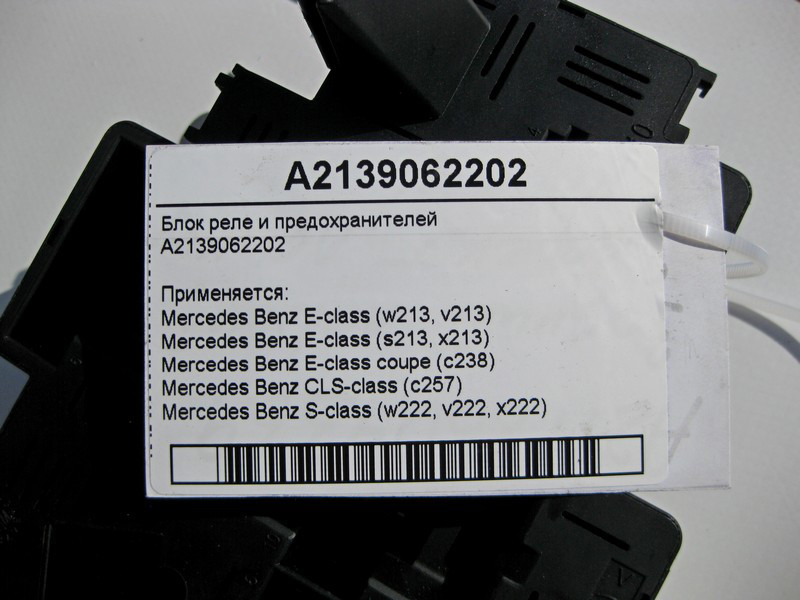 A2139062202
Блок реле и предохранителей
A2139062202
Применяется:
Mercedes Benz E-class (w213, v213)
Mercedes Benz E-class (s213, x213)
Mercedes Benz E-class coupe (c238)
Mercedes Benz CLS-class (c257)
Mercedes Benz S-class (w222, v222, x222)